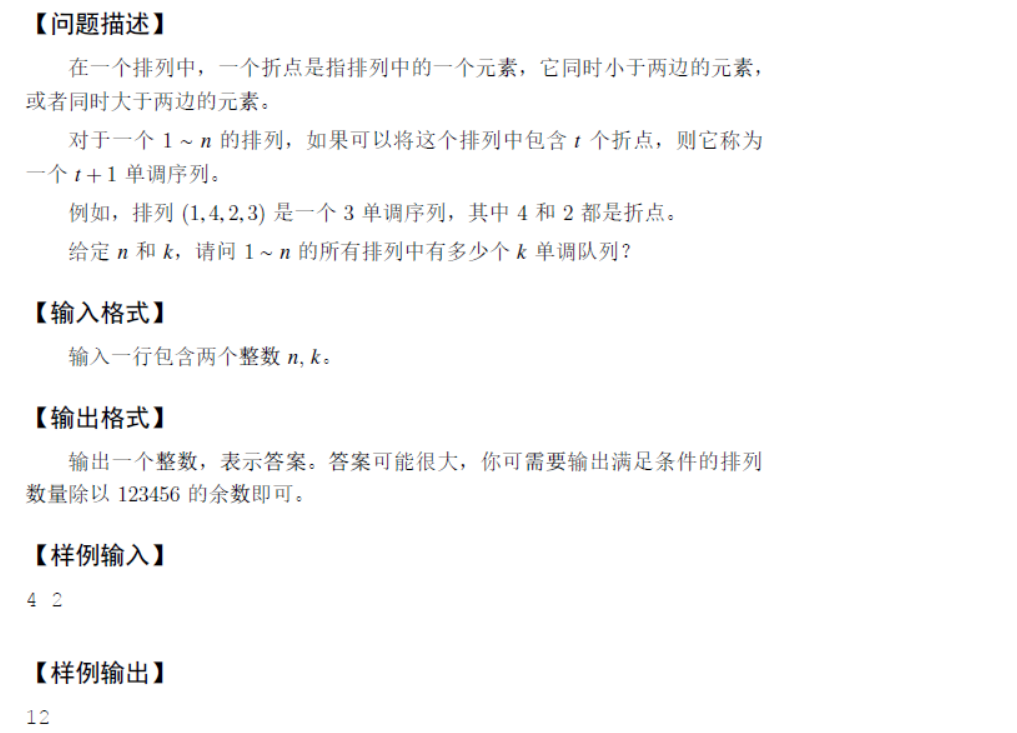 【问题描述】
在一个排列中，一个折点是指排列中的一个元素，它同时小于两边的元素，
或者同时大于两边的元素。
对于一个 1 ∼ n 的排列，如果可以将这个排列中包含 t 个折点，则它称为
一个 t + 1 单调序列。
例如，排列 (1, 4, 2, 3) 是一个 3 单调序列，其中 4 和 2 都是折点。
给定 n 和 k，请问 1 ∼ n 的所有排列中有多少个 k 单调队列？
【输入格式】
输入一行包含两个整数 n, k。
【输出格式】
输出一个整数，表示答案。答案可能很大，你可需要输出满足条件的排列
数量除以 123456 的余数即可。
【样例输入】
4 2
【样例输出】
12